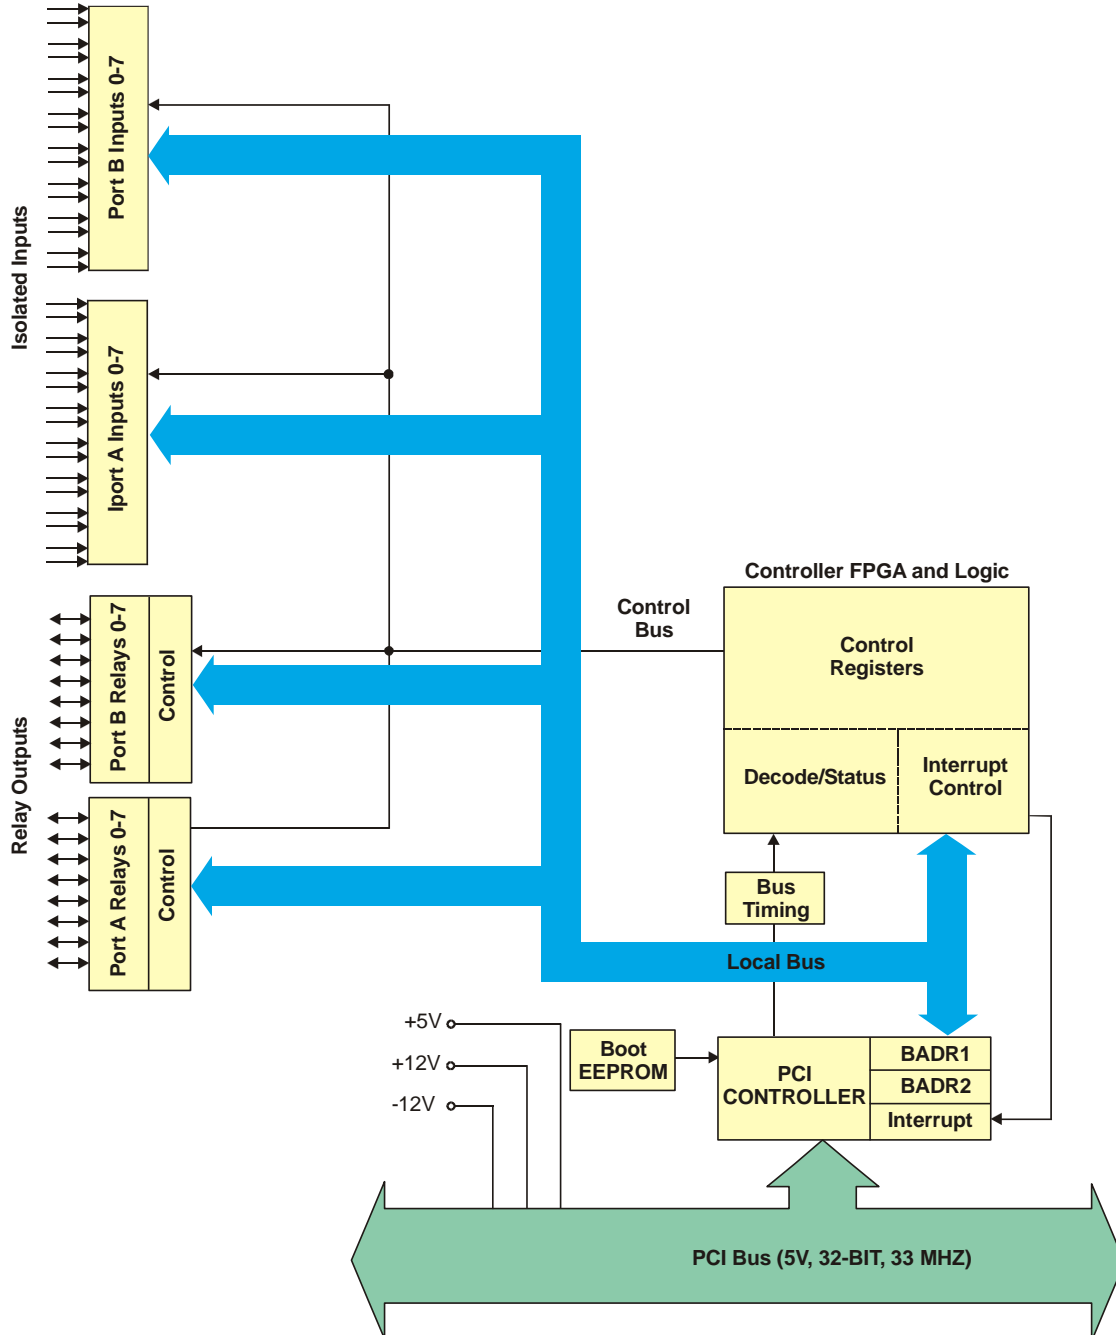 Isolated Inputs
Port B Inputs 0-7
Iport A Inputs 0-7
Relay Outputs
Port B Relays 0-7
Control
Port A Relays 0-7
Control
Control
Bus
Controller FPGA and Logic
Control
Registers
Decode/Status
Interrupt
Control
Bus
Timing
Local Bus
+5V
+12V
-12V
Boot
EEPROM
PCI
CONTROLLER
BADR1
BADR2
Interrupt
PCI Bus (5V, 32-BIT, 33 MHZ)